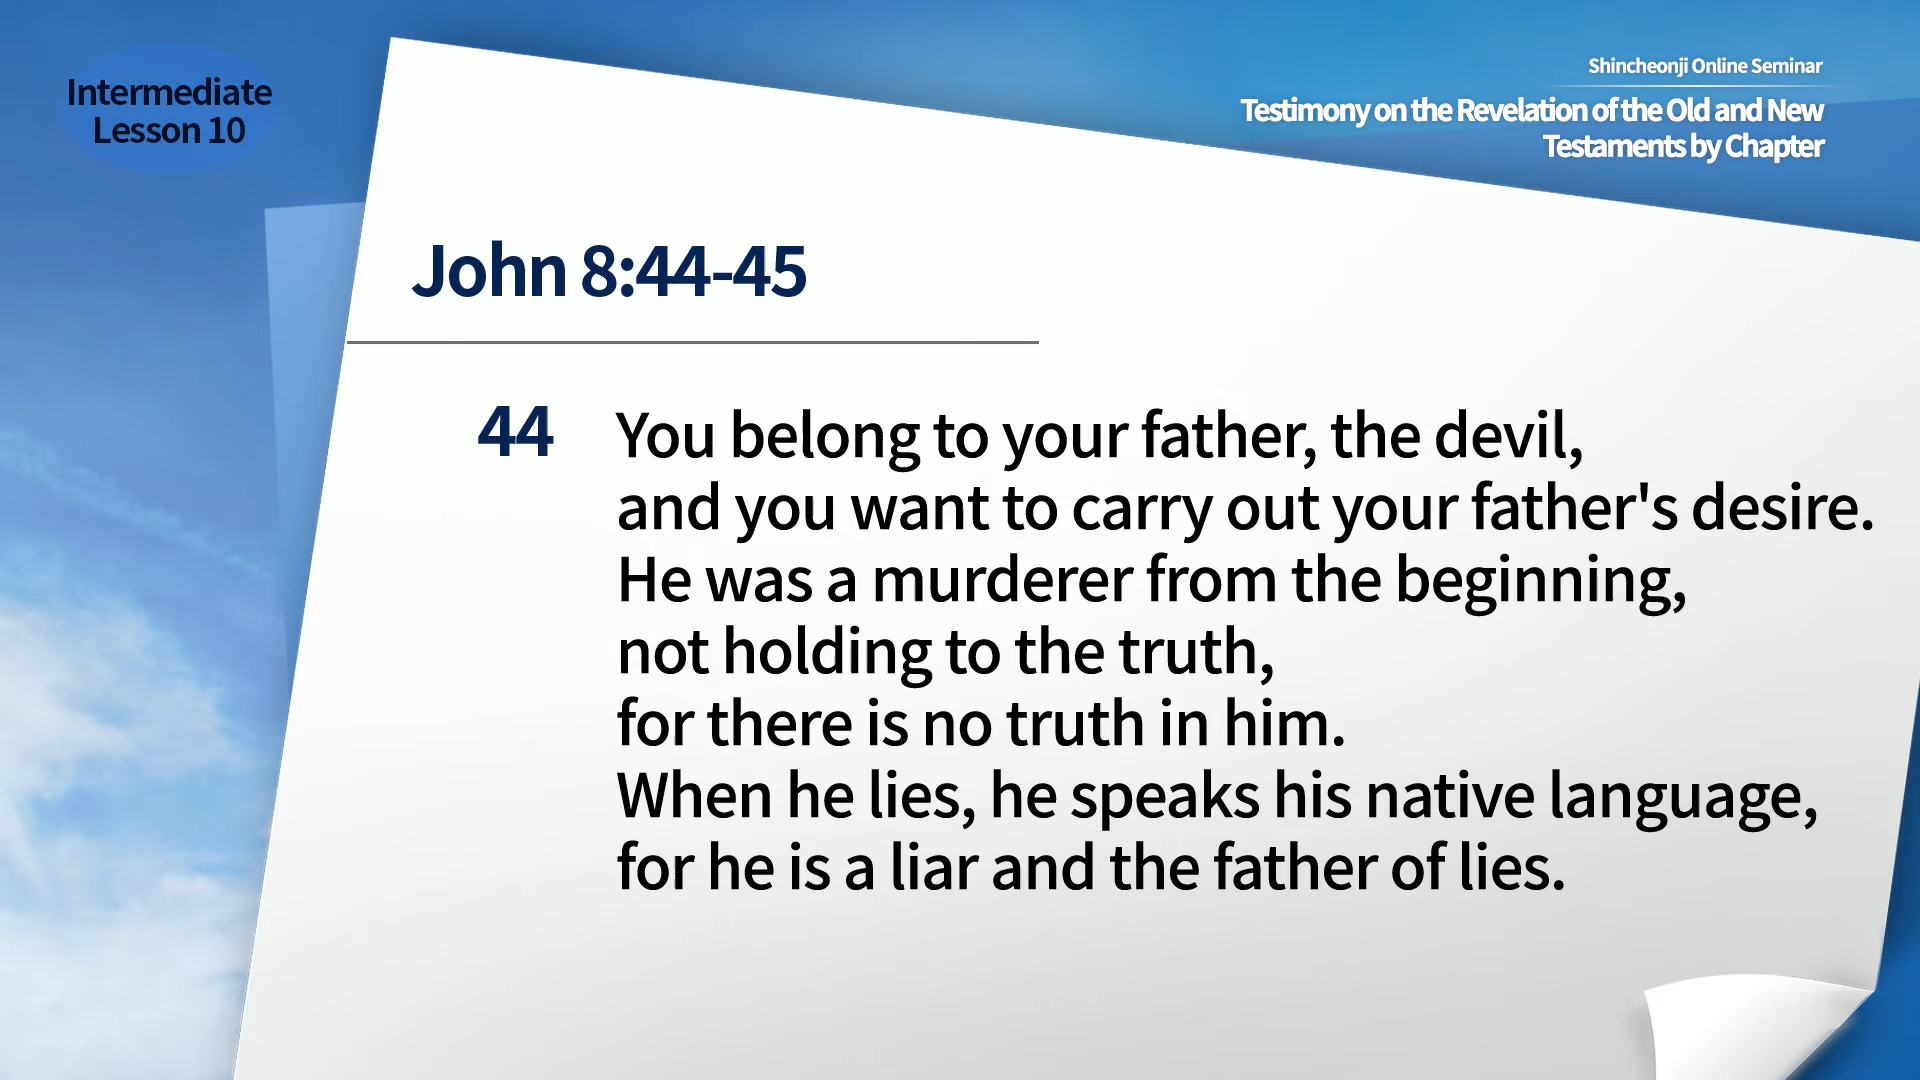 Intermediate
Lesson 10
Shincheonji Online Seminar
Testimony on the Revelation of the Old and New
Testaments by Chapter
John 8:44-45
44 You belong to your father, the devil,
and you want to carry out your father's desire.
He was a murderer from the beginning,
not holding to the truth,
for there is no truth in him.
When he lies, he speaks his native language,
for he is a liar and the father of lies.